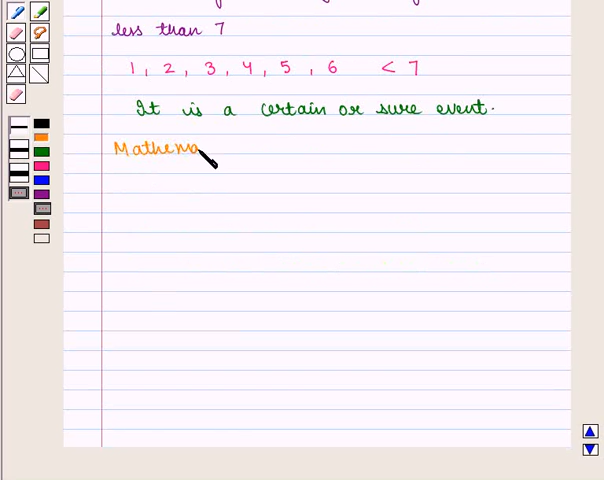 less than 7
1, 2, 3, 4, 5, 6 < 7
It is a certain or sure event.
Mathema